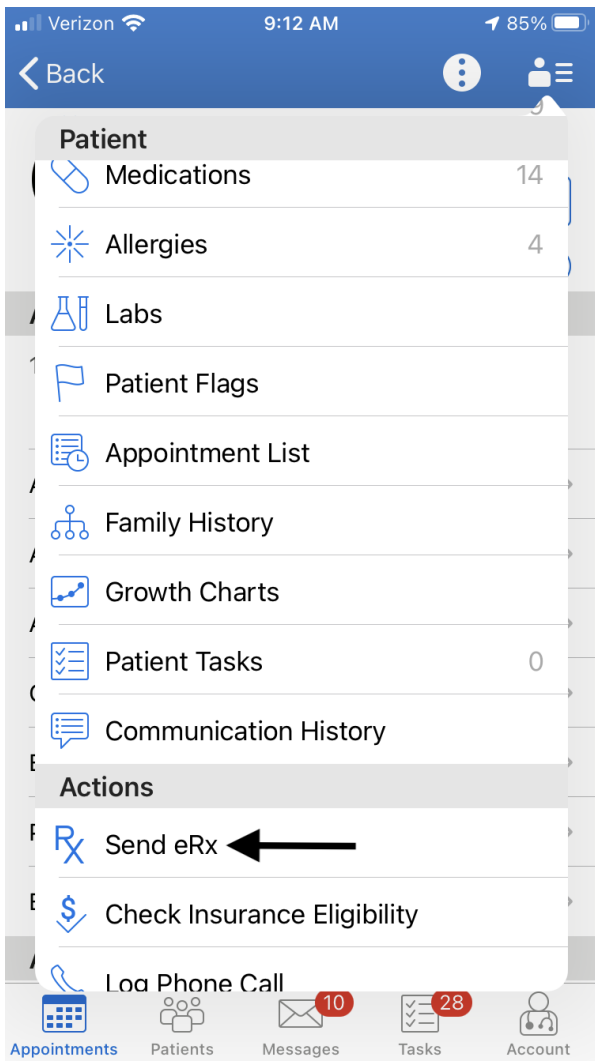 Verizon 9:12 AM 85%
Back
Patient
Medications 14
Allergies 4
Labs
Patient Flags
Appointment List
Family History
Growth Charts
Patient Tasks 0
Communication History
Actions
Rx Send eRx
$ Check Insurance Eligibility
Log Phone Call
10 28
Appointments Patients Messages Tasks Account